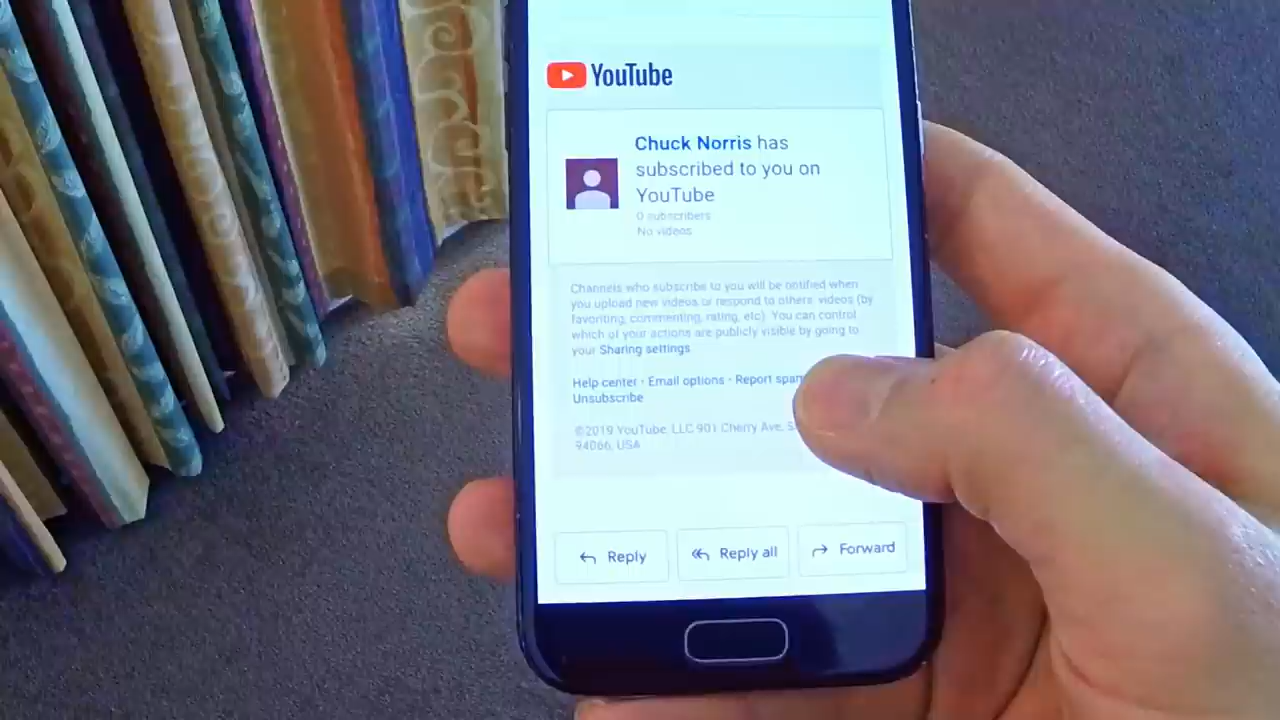 YouTube
Chuck Norris has
subscribed to you on
YouTube
0 subscribers
No videos
Channels who subscribe to you will be notified when
you upload new videos or respond to others' videos (by
favoriting, commenting, rating, etc). You can control
which of your actions are publicly visible by going to
your Sharing settings
Help center • Email options • Report spam
Unsubscribe
©2019 YouTube, LLC 901 Cherry Ave,
94066, USA
Reply
Reply all
Forward